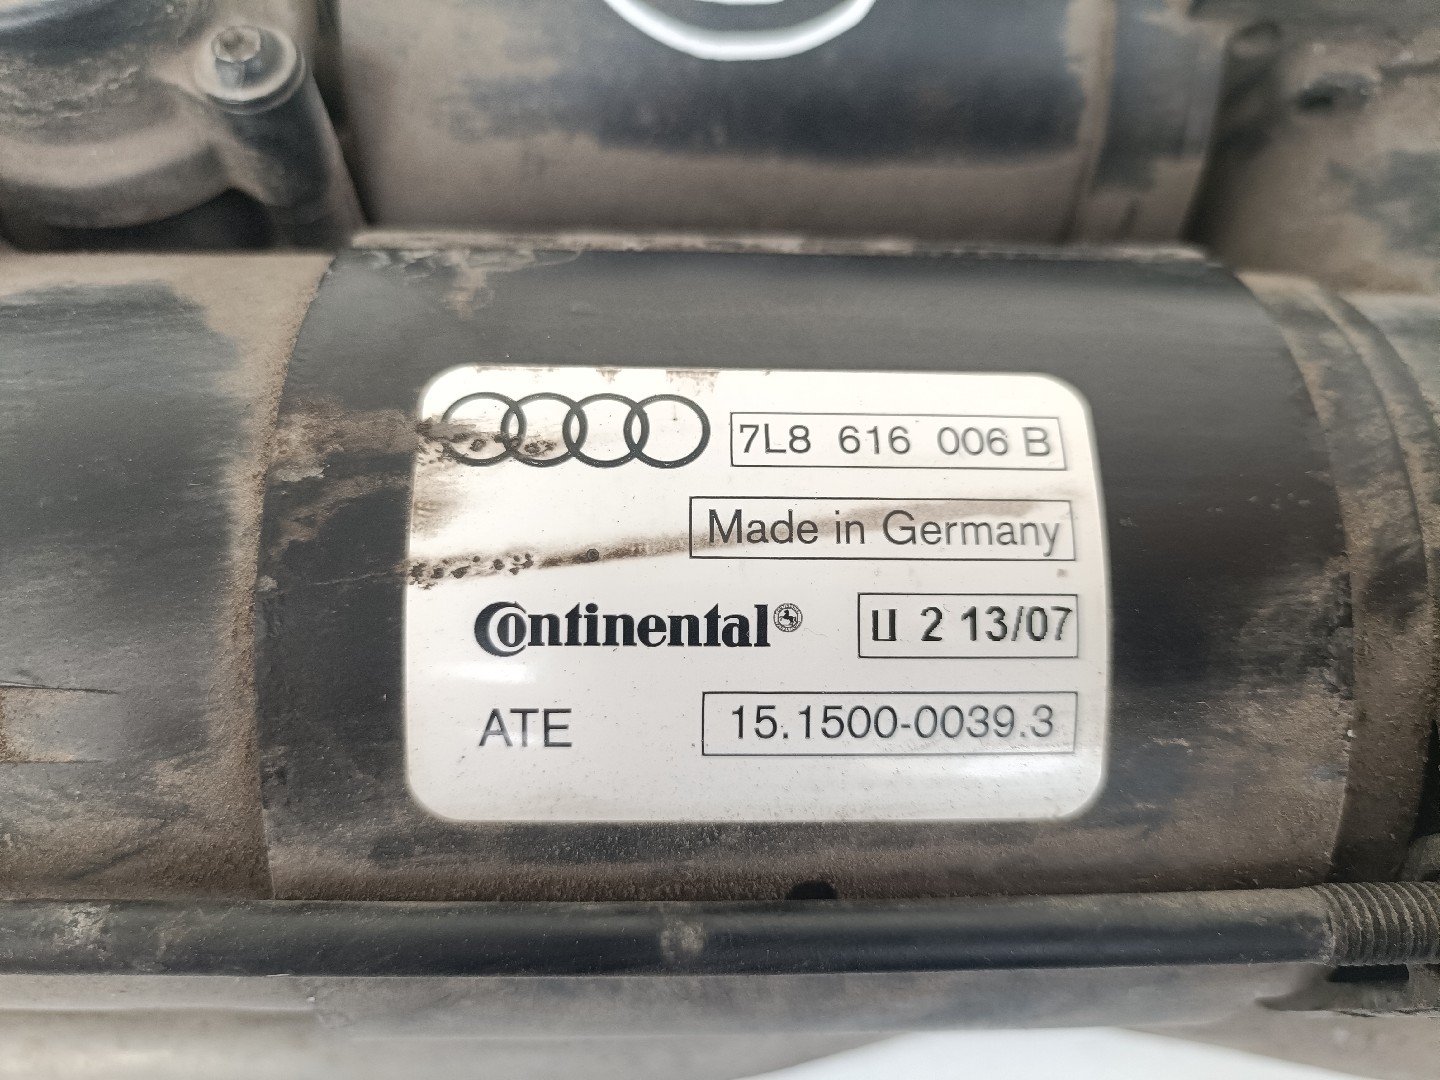 7L8 616 006 B
Made in Germany
Continental®
U 2 13/07
ATE 15.1500-0039.3